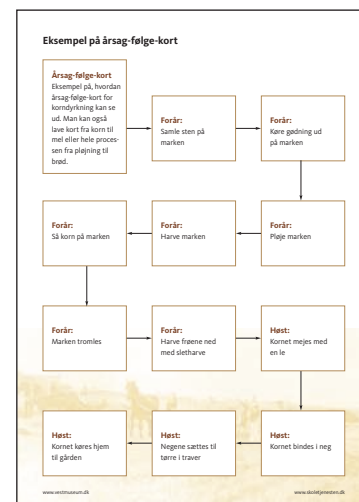 Eksempel på årsag-følge-kort
Årsag-følge-kort
Eksempel på, hvordan
årsag-følge-kort for
korndyrkning kan se
ud. Man kan også
lave kort fra korn til
mel eller hele proces-
sen fra pløjning til
brød.
Forår:
Samle sten på
marken
Forår:
Køre gødning ud
på marken
Forår:
Pløje marken
Forår:
Harve marken
Forår:
Så korn på marken
Forår:
Marken tromles
Forår:
Harve frøene ned
med sletharve
Høst:
Kornet mejes med
en le
Høst:
Kornet bindes i neg
Høst:
Negene sættes til
tørre i traver
Høst:
Kornet køres hjem
til gården
www.vestmuseum.dk
www.skoletjenesten.dk